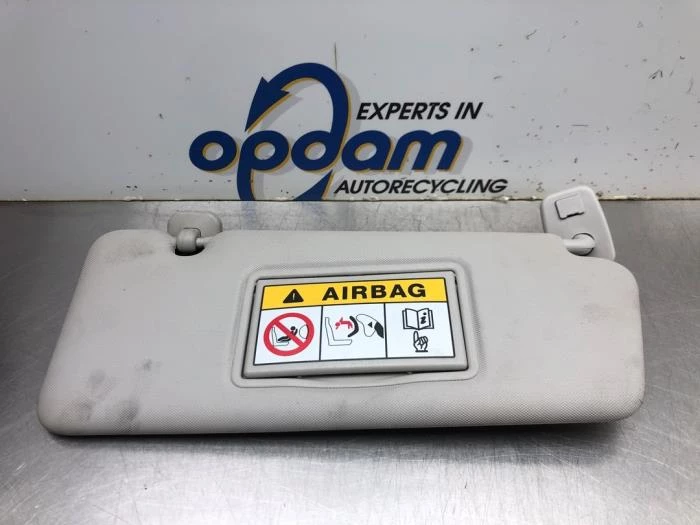 EXPERTS IN
opdam
AUTORECYCLING
AIRBAG